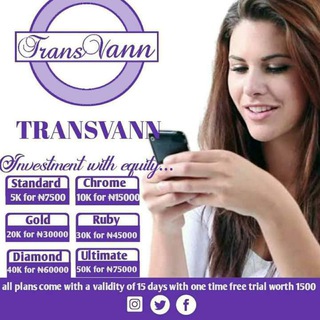 TransVann
TRANSVANN
Investment with equity...
Standard
5K for ₦7500
Chrome
10K for ₦15000
Gold
20K for ₦30000
Ruby
30K for ₦45000
Diamond
40K for ₦60000
Ultimate
50K for ₦75000
all plans come with a validity of 15 days with one time free trial worth 1500